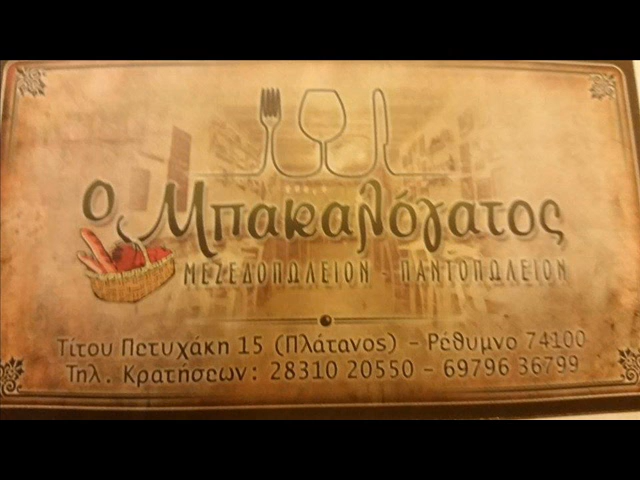 Ο Μπακαλόγατος
ΜΕΖΕΔΟΠΩΛΕΙΟΝ - ΠΑΝΤΟΠΩΛΕΙΟΝ
Τίτου Πετυχάκη 15 (Πλάτανος) - Ρέθυμνο 74100
Τηλ. Κρατήσεων: 28310 20550 - 69796 36799